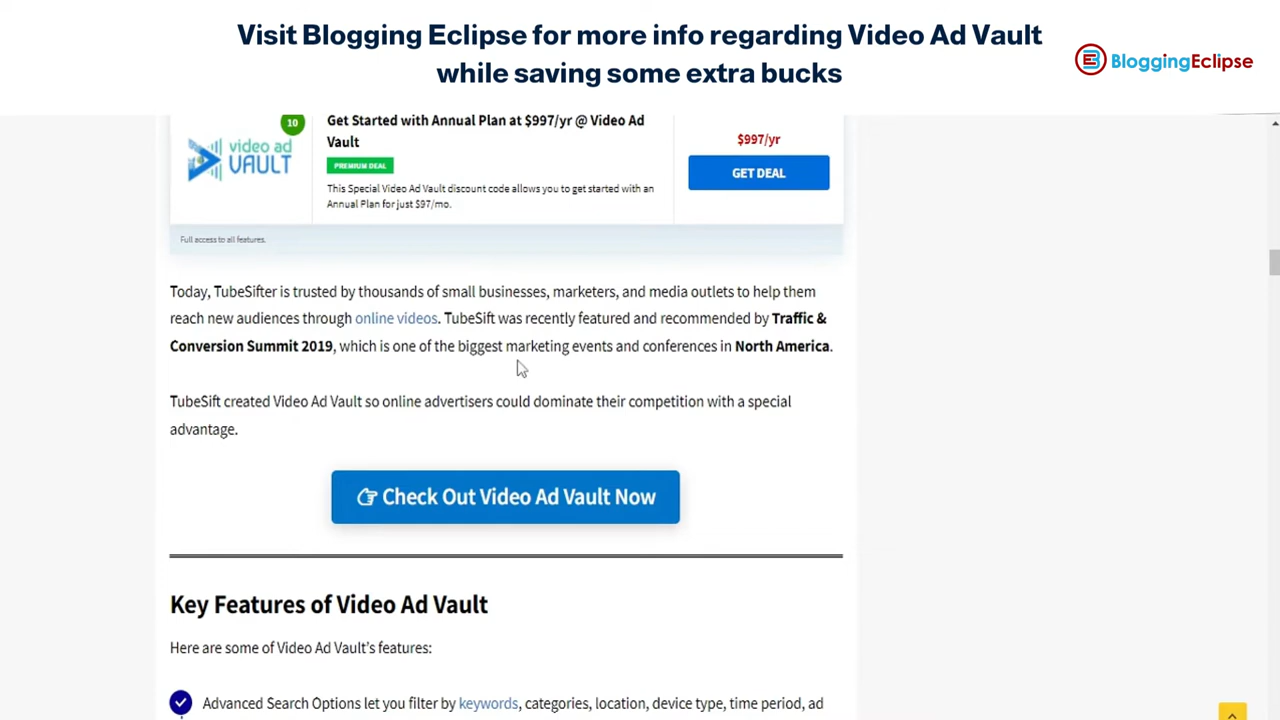 Visit Blogging Eclipse for more info regarding Video Ad Vault
while saving some extra bucks
BloggingEclipse
10
video ad
VAULT
Get Started with Annual Plan at $997/yr @ Video Ad
Vault
PREMIUM DEAL
This Special Video Ad Vault discount code allows you to get started with an
Annual Plan for just $97/mo.
$997/yr
GET DEAL
Full access to all features.
Today, TubeSifter is trusted by thousands of small businesses, marketers, and media outlets to help them
reach new audiences through online videos. TubeSift was recently featured and recommended by Traffic &
Conversion Summit 2019, which is one of the biggest marketing events and conferences in North America.
TubeSift created Video Ad Vault so online advertisers could dominate their competition with a special
advantage.
Check Out Video Ad Vault Now
Key Features of Video Ad Vault
Here are some of Video Ad Vault's features:
Advanced Search Options let you filter by keywords, categories, location, device type, time period, ad